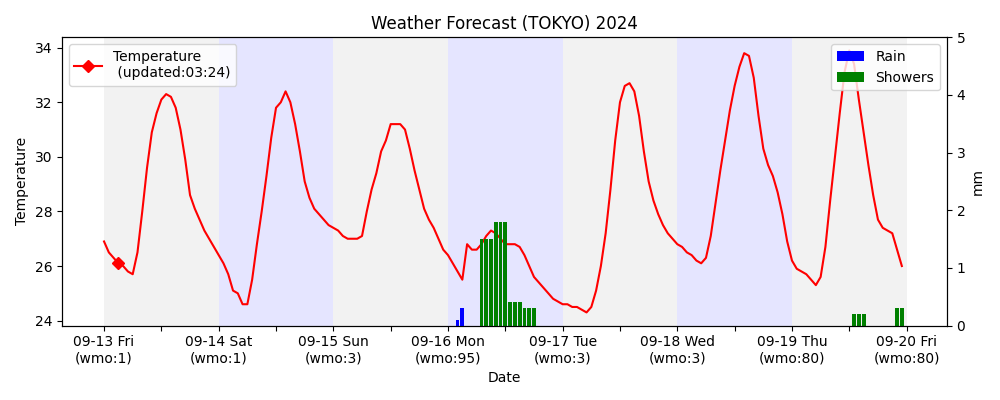 Weather Forecast (TOKYO) 2024
Temperature
(updated:03:24)
Rain
Showers
34
32
30
28
26
24
Temperature
5
4
3
2
1
0
mm
09-13 Fri
(wmo:1)
09-14 Sat
(wmo:1)
09-15 Sun
(wmo:3)
09-16 Mon
(wmo:95)
09-17 Tue
(wmo:3)
09-18 Wed
(wmo:3)
09-19 Thu
(wmo:80)
09-20 Fri
(wmo:80)
Date